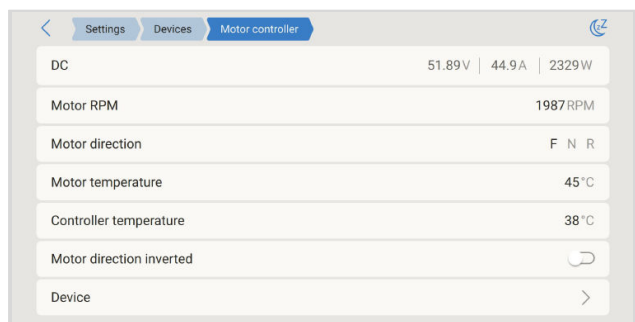 Settings Devices Motor controller
DC 51.89V 44.9A 2329W
Motor RPM 1987RPM
Motor direction F N R
Motor temperature 45°C
Controller temperature 38°C
Motor direction inverted
Device